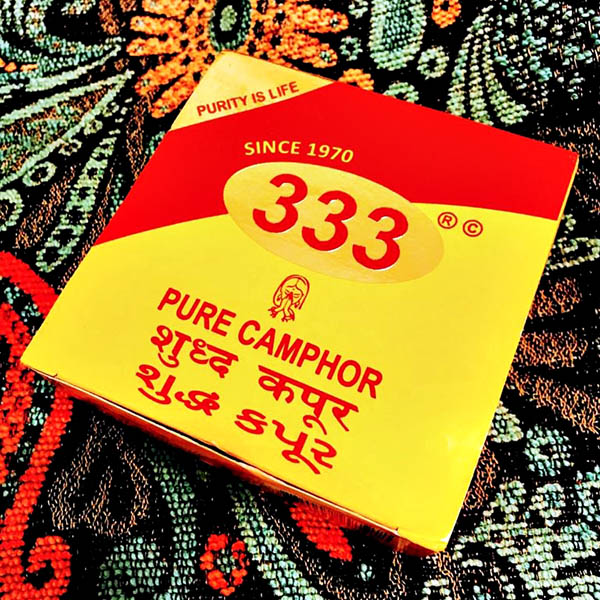 PURITY IS LIFE
SINCE 1970
333 ® ©
PURE CAMPHOR
शुध्द कपूर
શુદ્ધ કપૂર